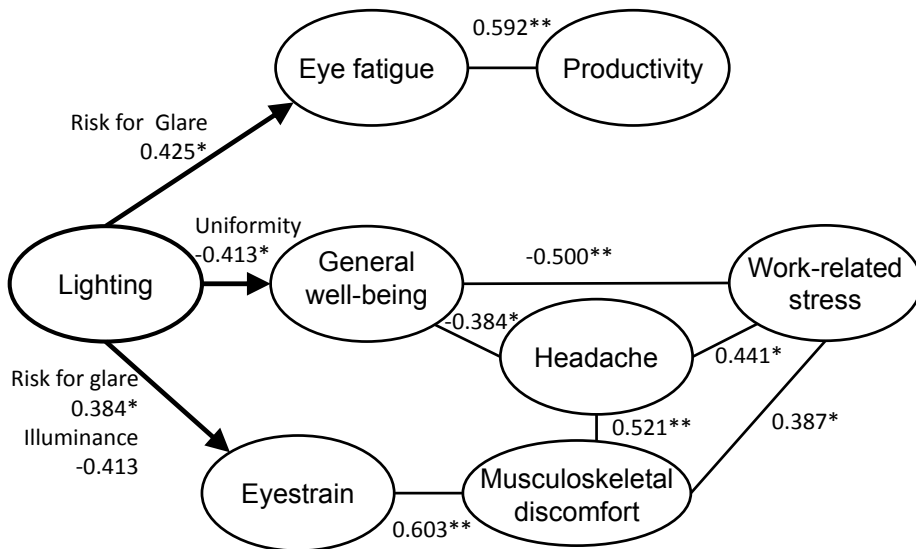 0.592**
Eye fatigue
Productivity
Risk for Glare
0.425*
Uniformity
-0.413*
Lighting
General
well-being
-0.500**
Work-related
stress
-0.384*
Headache
0.441*
Risk for glare
0.384*
Illuminance
-0.413
0.521**
0.387*
Eyestrain
Musculoskeletal
discomfort
0.603**